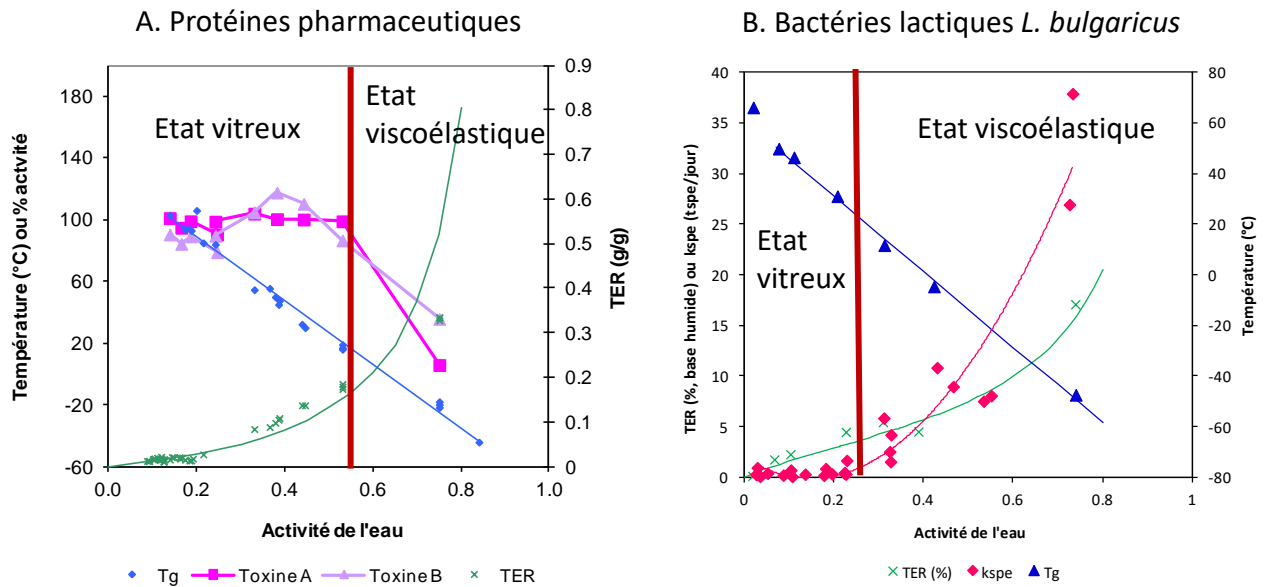 A. Protéines pharmaceutiques
Température (°C) ou % actvité
180
140
100
60
20
-20
-60
Etat vitreux
Etat
viscoélastique
0.9
0.8
0.7
0.6
0.5
0.4
0.3
0.2
0.1
0
TER (g/g)
0.0
0.2
0.4
0.6
0.8
1.0
Activité de l'eau
Tg
Toxine A
Toxine B
TER
B. Bactéries lactiques L. bulgaricus
TER (%, base humide) ou kspe (tspe/jour)
40
35
30
25
20
15
10
5
0
Etat
vitreux
Etat viscoélastique
80
60
40
20
0
-20
-40
-60
-80
Température (°C)
0
0.2
0.4
0.6
0.8
1
Activité de l'eau
TER (%)
kspe
Tg